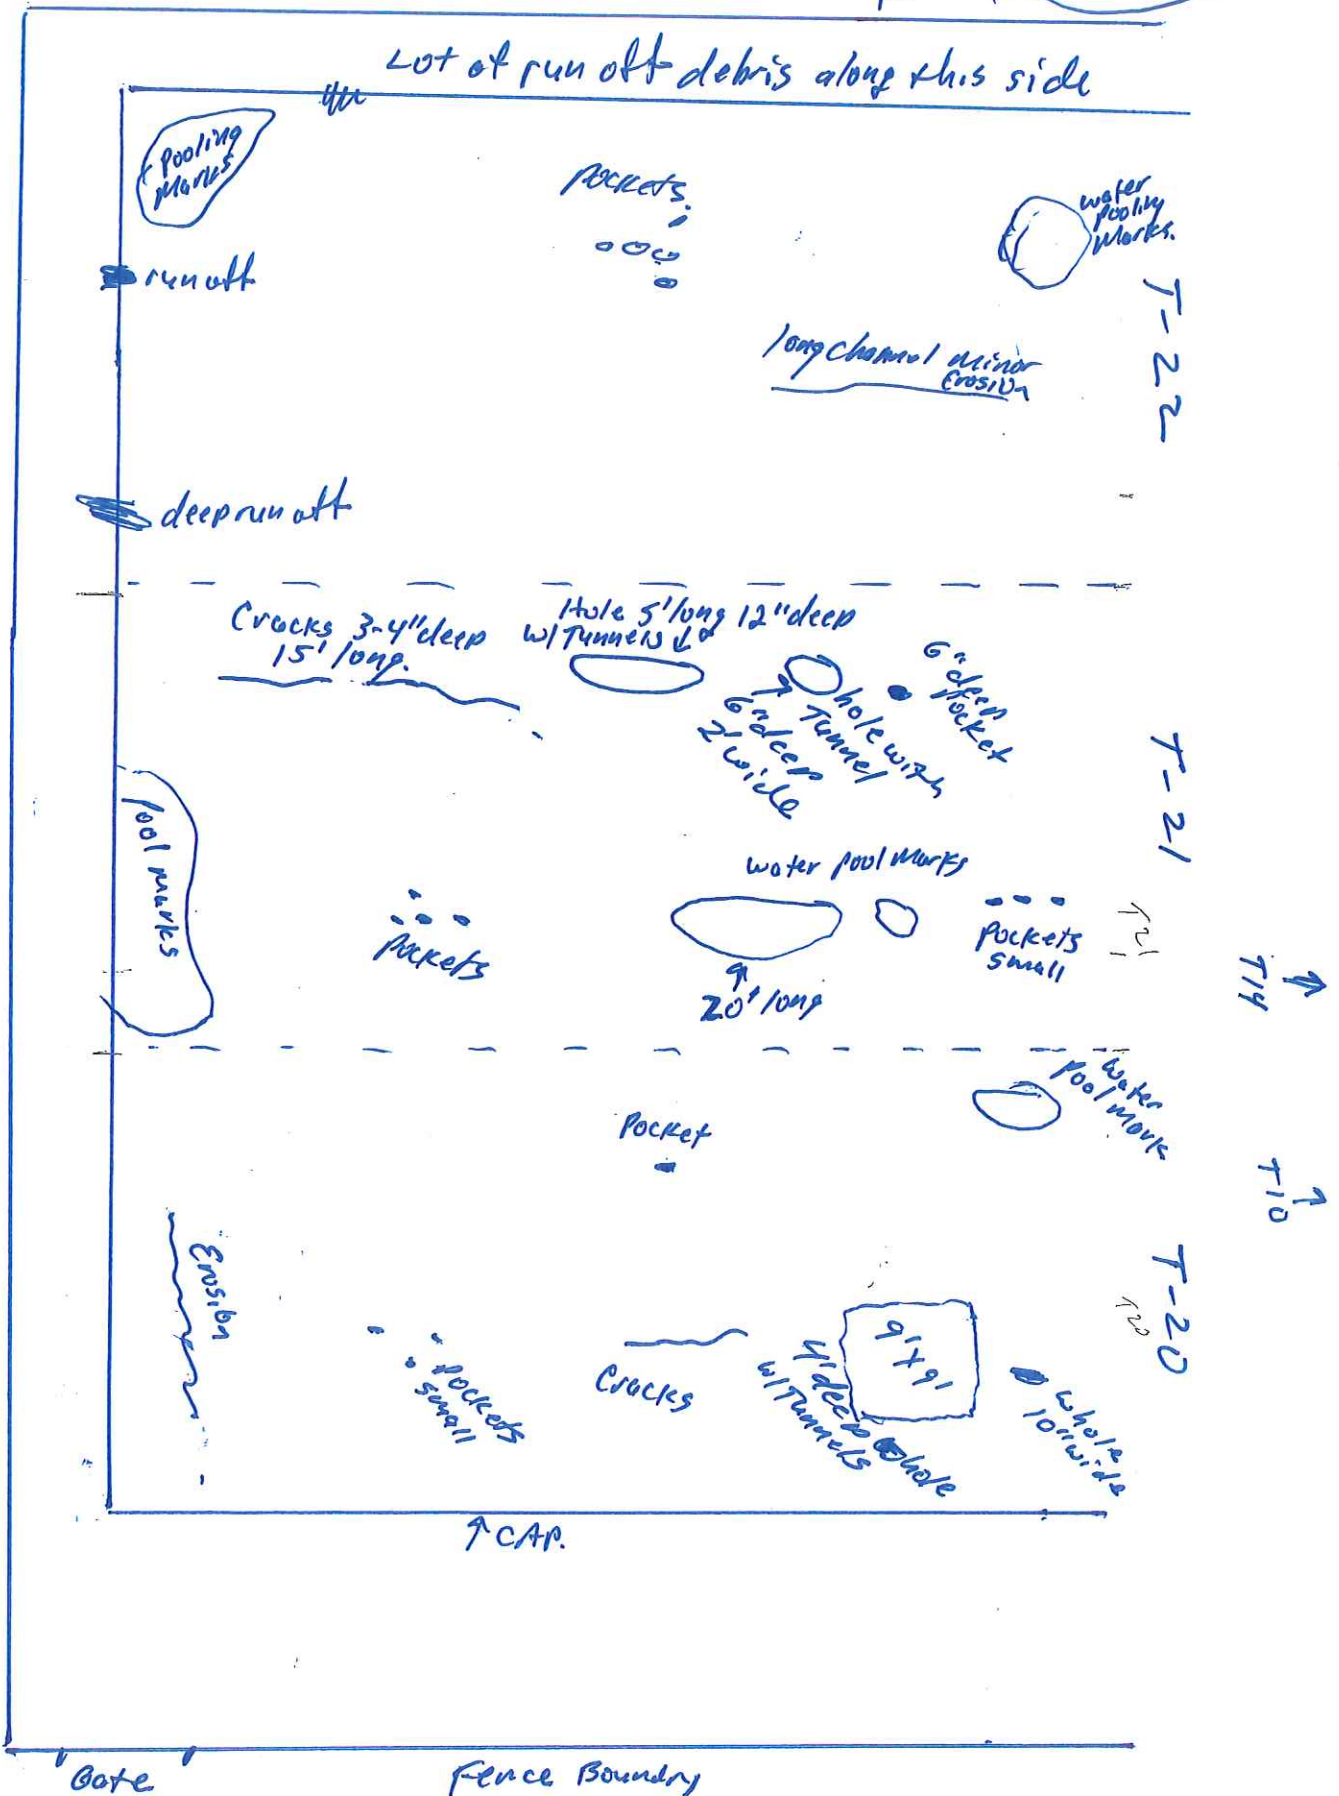 Lot of run off debris along this side
Pooling
Marks
Pockets.
water
pooling
Marks.
run off
T-22
long channel minor
Erosion
deep run off
Cracks 3-4" deep
15' long.
Hole 5' long 12" deep
w/Tunnels
6" deep
Pocket
hole with
Tunnel
6" deep
2' wide
T-21
Pool marks
water pool Marks
Pockets
20' long
Pockets
small
T21
T14
water
pool mark
Pocket
T10
Erosion
T-20
T20
Pockets
small
Cracks
9'x9'
4' deep hole
w/Tunnels
whole
10" wide
↑ CAP.
Gate
Fence Boundry